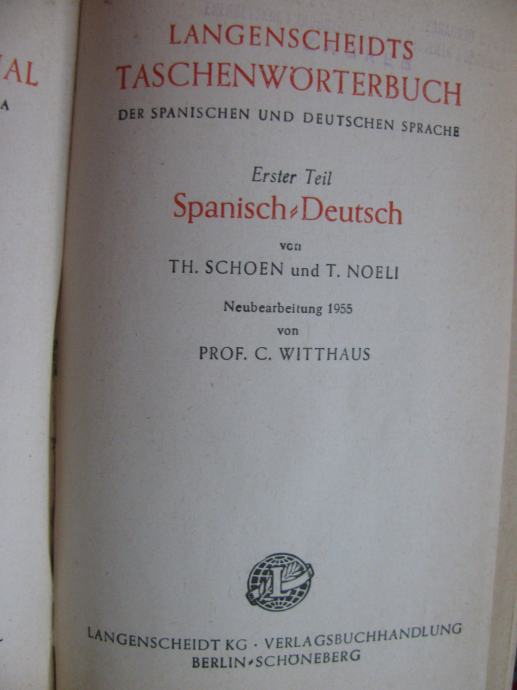 LANGENSCHEIDTS
TASCHENWÖRTERBUCH
DER SPANISCHEN UND DEUTSCHEN SPRACHE
Erster Teil
Spanisch⸗Deutsch
von
TH. SCHOEN und T. NOELI
Neubearbeitung 1955
von
PROF. C. WITTHAUS
L
LANGENSCHEIDT KG · VERLAGSBUCHHANDLUNG
BERLIN⸗SCHÖNEBERG